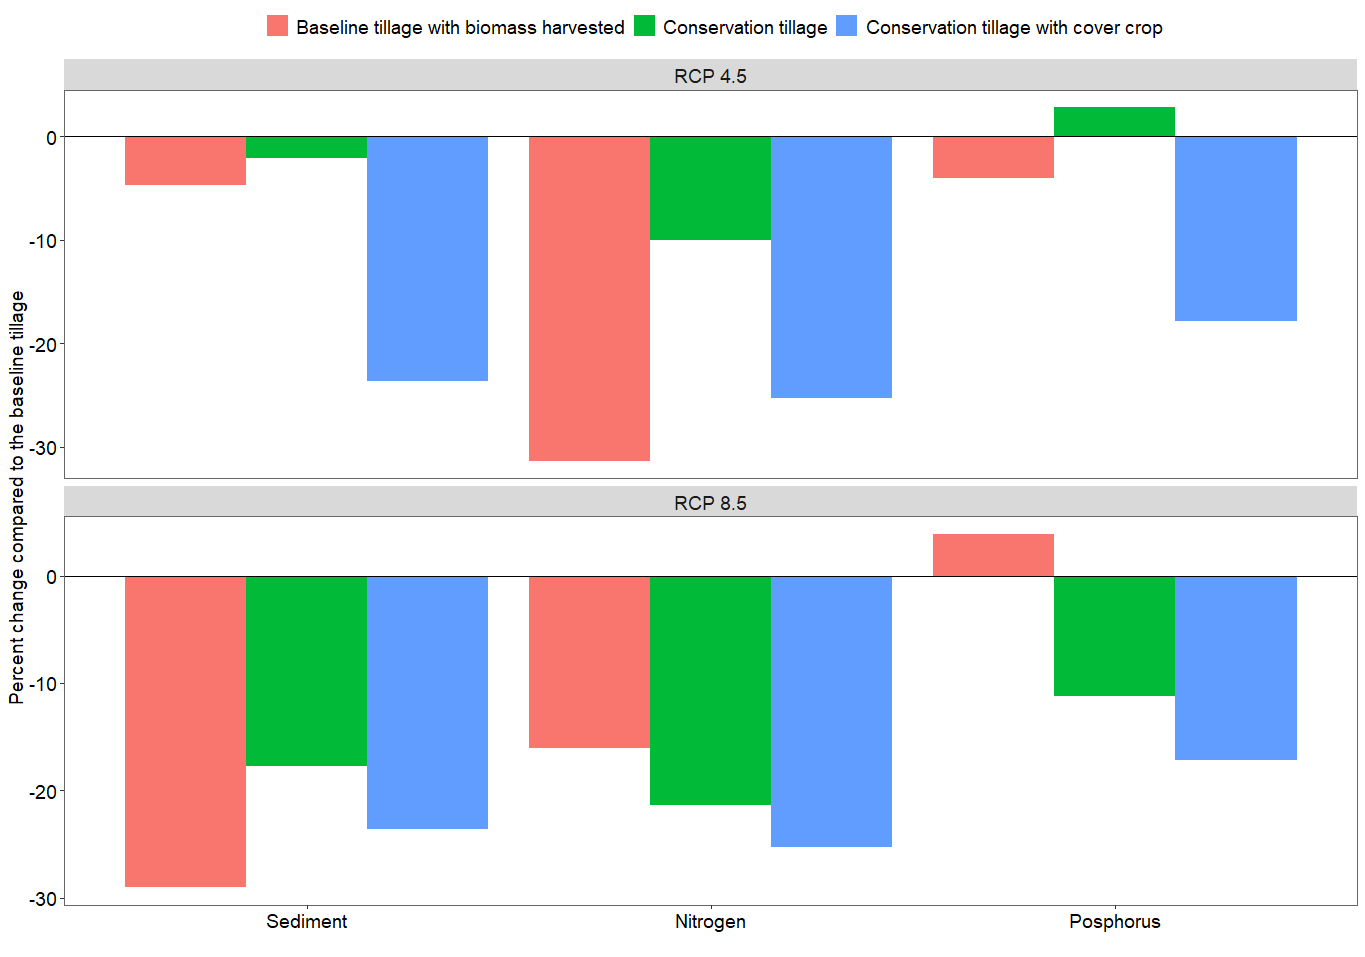 Baseline tillage with biomass harvested Conservation tillage Conservation tillage with cover crop
RCP 4.5
0
-10
-20
-30
Percent change compared to the baseline tillage
RCP 8.5
0
-10
-20
-30
Sediment Nitrogen Posphorus